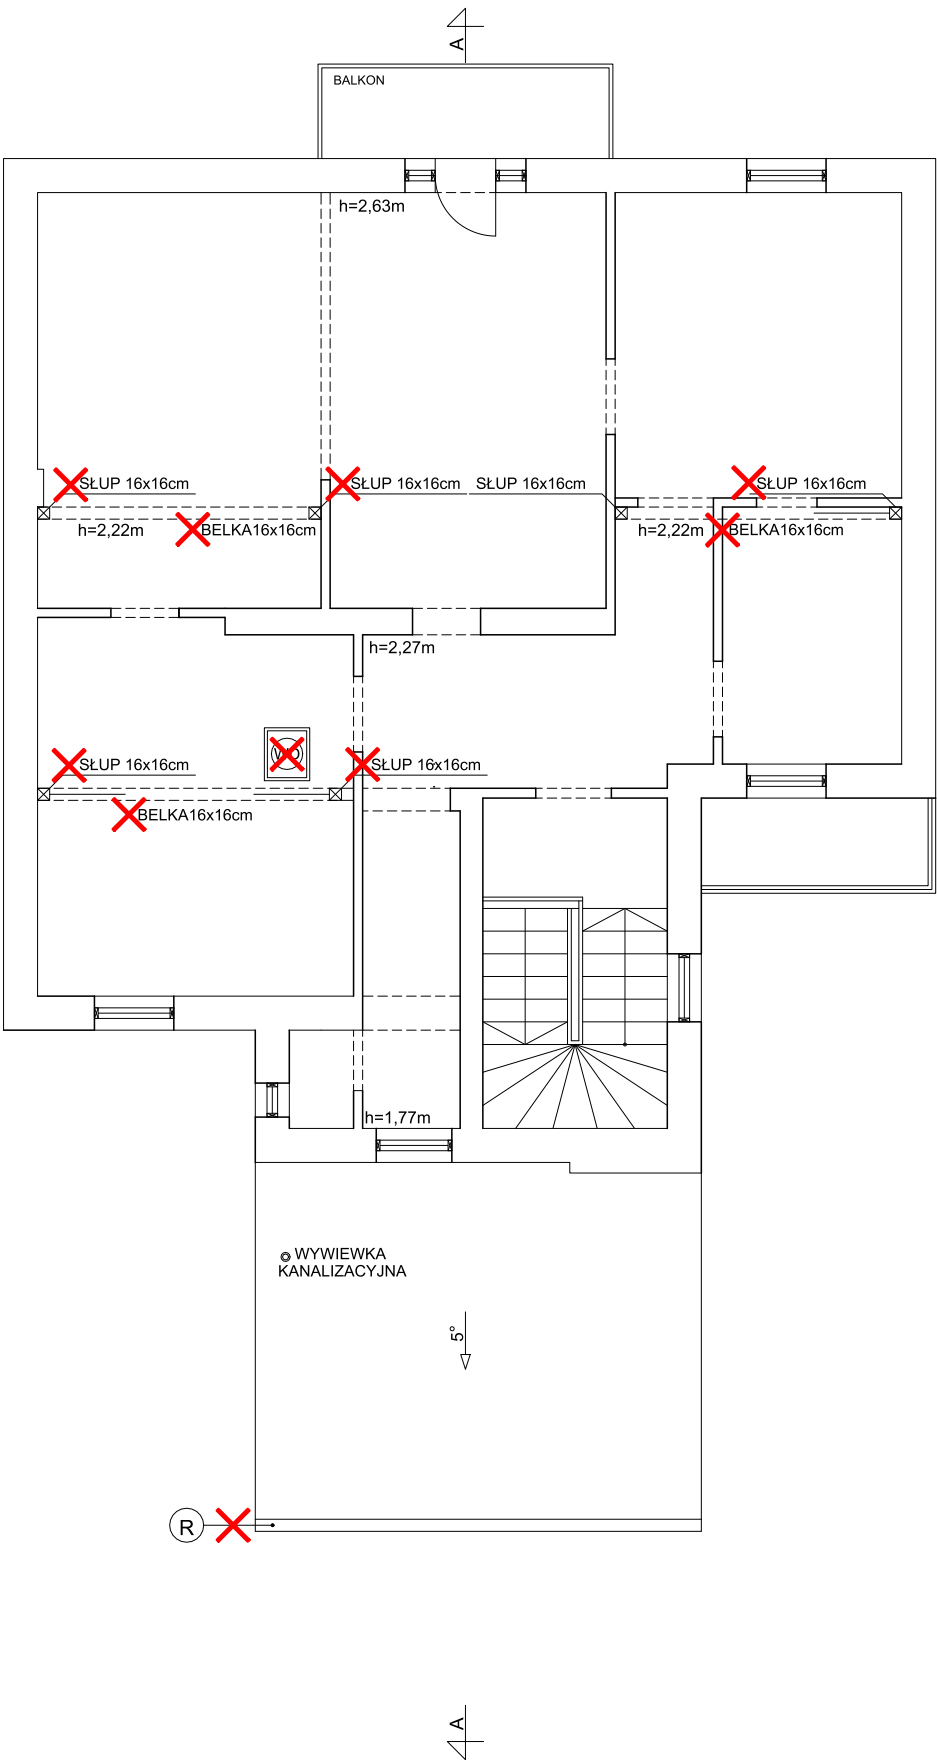 A
BALKON
h=2,63m
SŁUP 16x16cm
SŁUP 16x16cm
SŁUP 16x16cm
SŁUP 16x16cm
h=2,22m
BELKA16x16cm
h=2,22m
BELKA16x16cm
h=2,27m
SŁUP 16x16cm
SŁUP 16x16cm
BELKA16x16cm
h=1,77m
WYWIEWKA
KANALIZACYJNA
5°
R
A